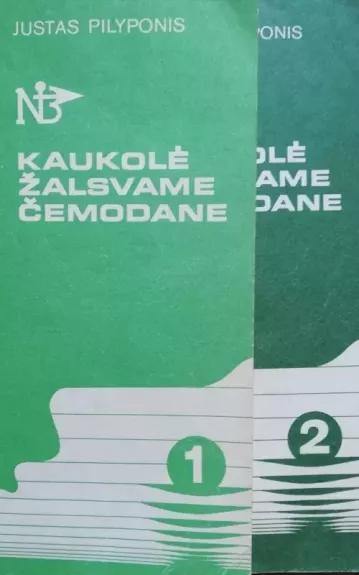 JUSTAS PILYPONIS
NB
KAUKOLĖ
ŽALSVAME
ČEMODANE
1
PONIS
OLĖ
AME
DANE
2